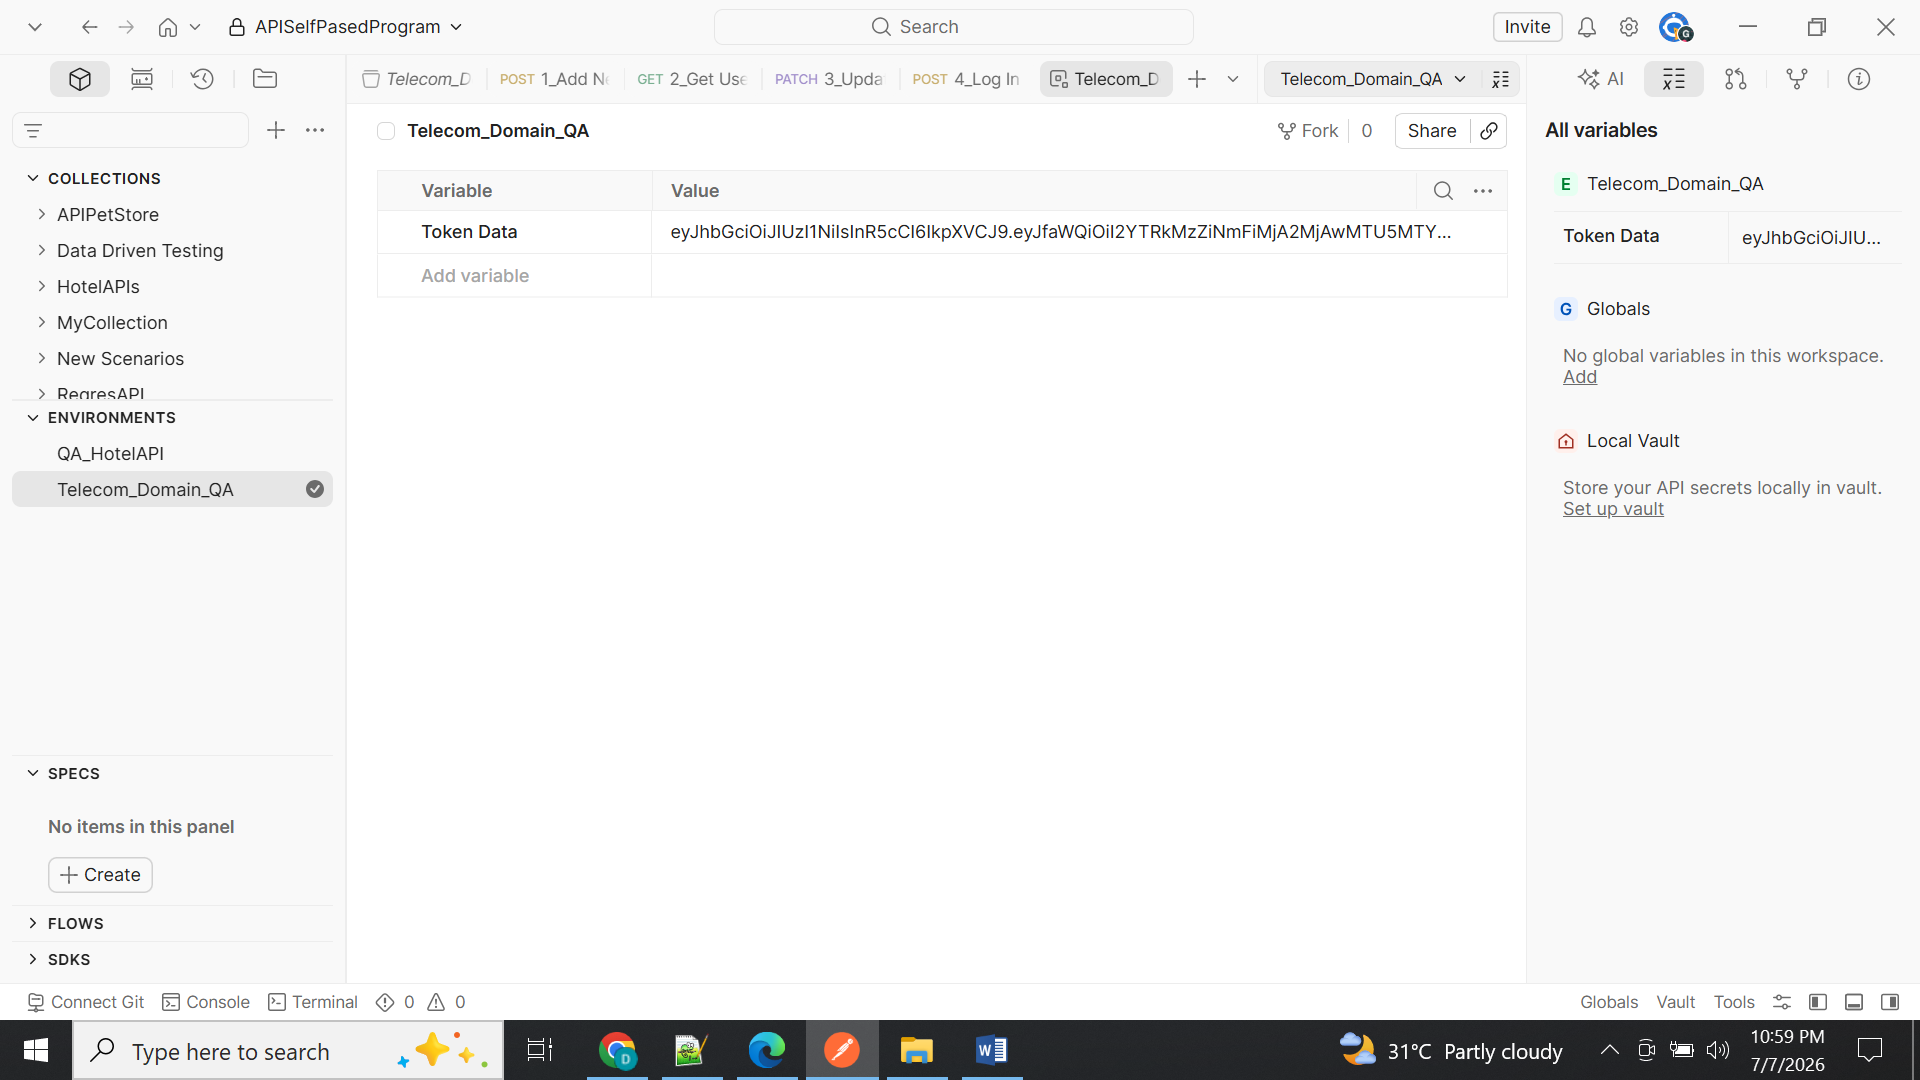 APISelfPasedProgram
Search
Invite
Telecom_D
POST 1_Add Ne
GET 2_Get Use
PATCH 3_Upda
POST 4_Log In
Telecom_D
Telecom_Domain_QA
AI
Telecom_Domain_QA
Fork 0
Share
All variables
COLLECTIONS
APIPetStore
Data Driven Testing
HotelAPIs
MyCollection
New Scenarios
RegresAPI
ENVIRONMENTS
QA_HotelAPI
Telecom_Domain_QA
SPECS
No items in this panel
Create
FLOWS
SDKS
Variable Value
Token Data eyJhbGciOiJIUzI1NiIsInR5cCI6IkpXVCJ9.eyJfaWQiOiI2YTRkMzZiNmFiMjA2MjAwMTU5MTY...
Add variable
E Telecom_Domain_QA
Token Data eyJhbGciOiJIU...
G Globals
No global variables in this workspace.
Add
Local Vault
Store your API secrets locally in vault.
Set up vault
Connect Git Console Terminal 0 0
Globals Vault Tools
Type here to search
D
31°C Partly cloudy
10:59 PM
7/7/2026